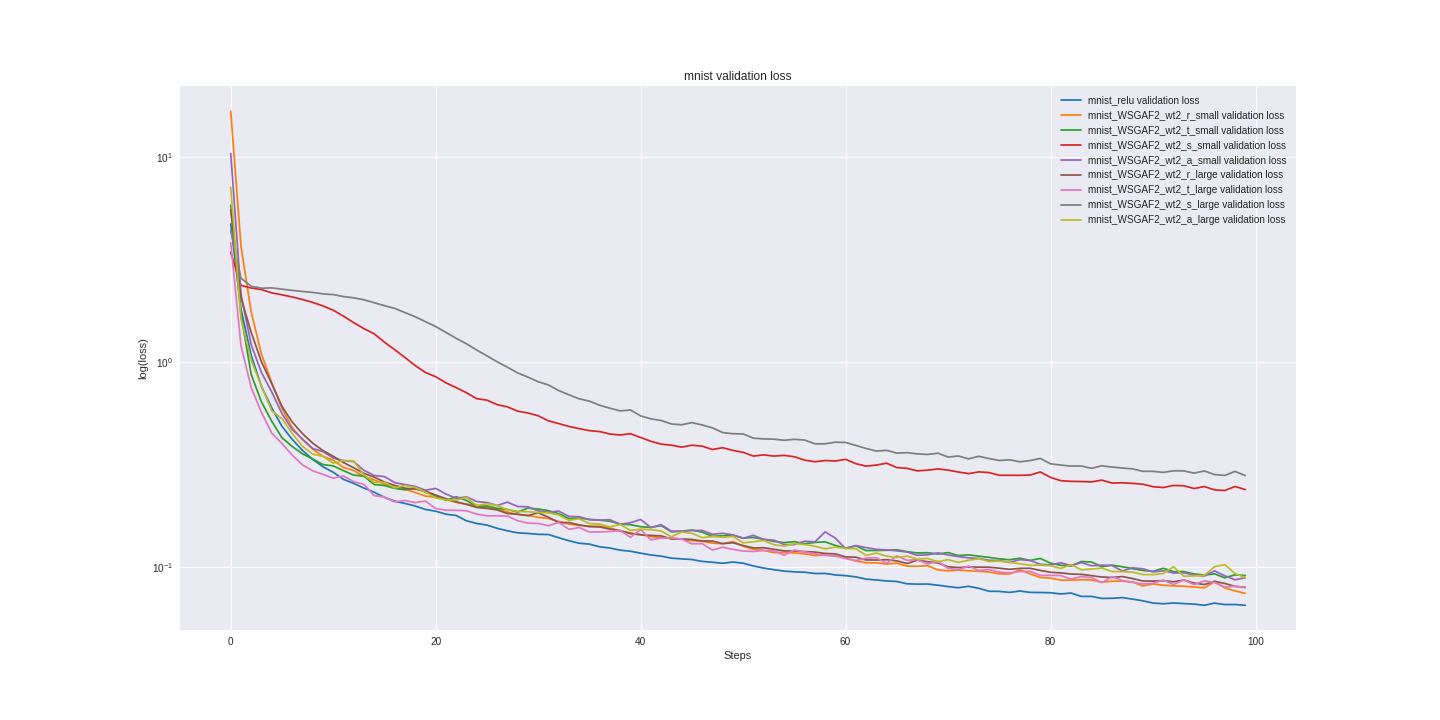 mnist validation loss
mnist_relu validation loss
mnist_WSGAF2_wt2_r_small validation loss
mnist_WSGAF2_wt2_t_small validation loss
mnist_WSGAF2_wt2_s_small validation loss
mnist_WSGAF2_wt2_a_small validation loss
mnist_WSGAF2_wt2_r_large validation loss
mnist_WSGAF2_wt2_t_large validation loss
mnist_WSGAF2_wt2_s_large validation loss
mnist_WSGAF2_wt2_a_large validation loss
10¹
10⁰
10⁻¹
log(loss)
0 20 40 60 80 100
Steps